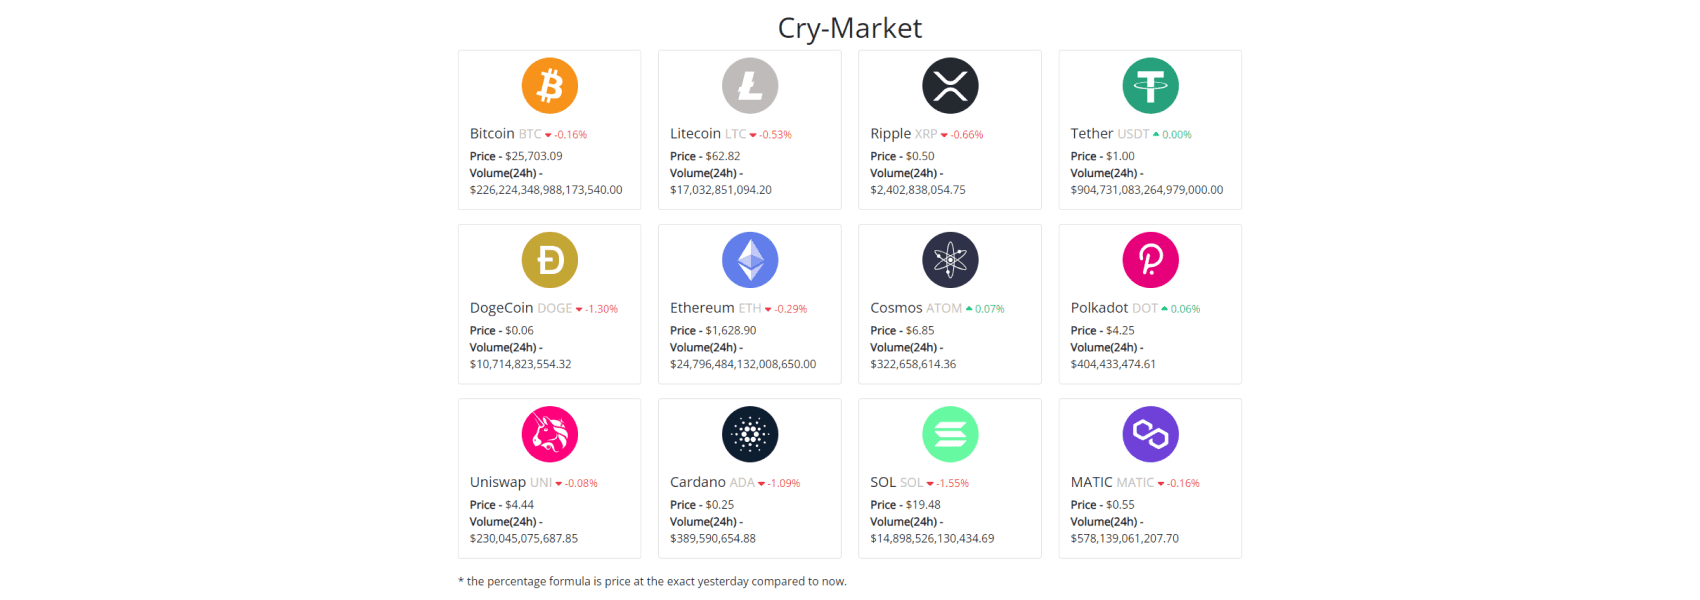 Cry-Market
Bitcoin BTC -0.16%
Price - $25,703.09
Volume(24h) -
$226,224,348,988,173,540.00
Litecoin LTC -0.53%
Price - $62.82
Volume(24h) -
$17,032,851,094.20
Ripple XRP -0.66%
Price - $0.50
Volume(24h) -
$2,402,838,054.75
Tether USDT 0.00%
Price - $1.00
Volume(24h) -
$904,731,083,264,979,000.00
DogeCoin DOGE -1.30%
Price - $0.06
Volume(24h) -
$10,714,823,554.32
Ethereum ETH -0.29%
Price - $1,628.90
Volume(24h) -
$24,796,484,132,008,650.00
Cosmos ATOM 0.07%
Price - $6.85
Volume(24h) -
$322,658,614.36
Polkadot DOT 0.06%
Price - $4.25
Volume(24h) -
$404,433,474.61
Uniswap UNI -0.08%
Price - $4.44
Volume(24h) -
$230,045,075,687.85
Cardano ADA -1.09%
Price - $0.25
Volume(24h) -
$389,590,654.88
SOL SOL -1.55%
Price - $19.48
Volume(24h) -
$14,898,526,130,434.69
MATIC MATIC -0.16%
Price - $0.55
Volume(24h) -
$578,139,061,207.70
* the percentage formula is price at the exact yesterday compared to now.